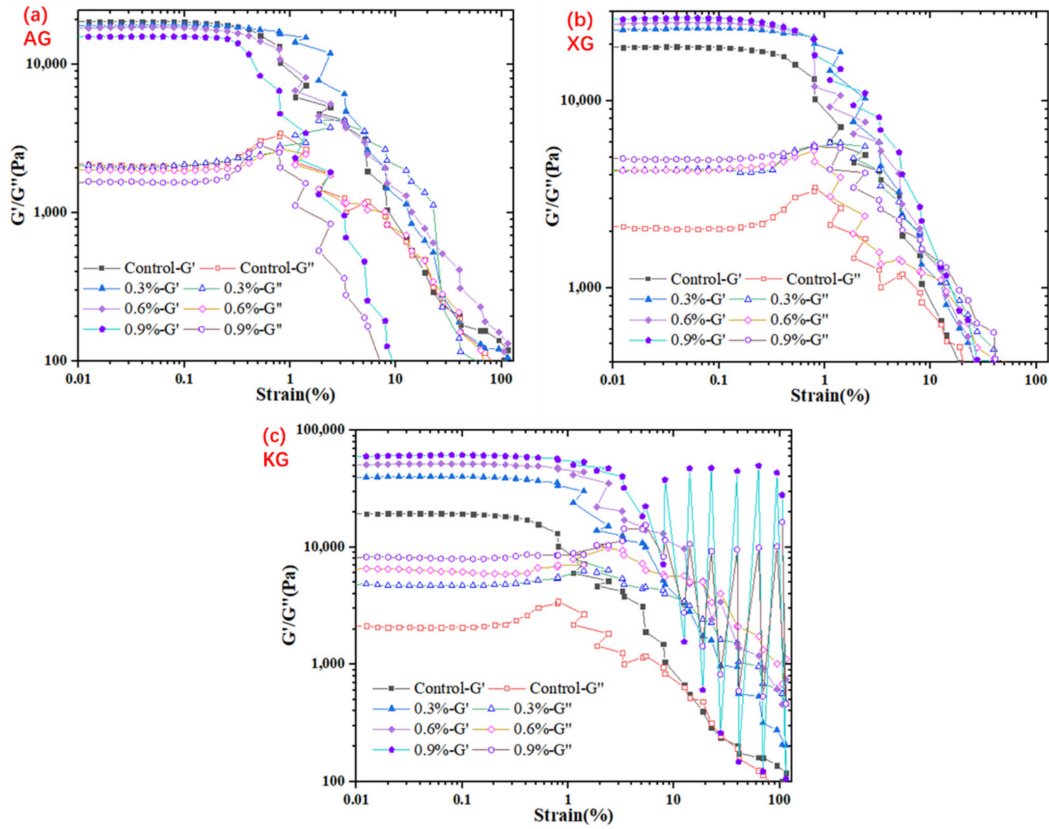 (a)
AG
10,000
1,000
100
G'/G"(Pa)
Control-G' Control-G"
0.3%-G' 0.3%-G"
0.6%-G' 0.6%-G"
0.9%-G' 0.9%-G"
0.01 0.1 1 10 100
Strain(%)
(b)
XG
10,000
1,000
G'/G"(Pa)
Control-G' Control-G"
0.3%-G' 0.3%-G"
0.6%-G' 0.6%-G"
0.9%-G' 0.9%-G"
0.01 0.1 1 10 100
Strain(%)
(c)
KG
100,000
10,000
1,000
100
G'/G"(Pa)
Control-G' Control-G"
0.3%-G' 0.3%-G"
0.6%-G' 0.6%-G"
0.9%-G' 0.9%-G"
0.01 0.1 1 10 100
Strain(%)